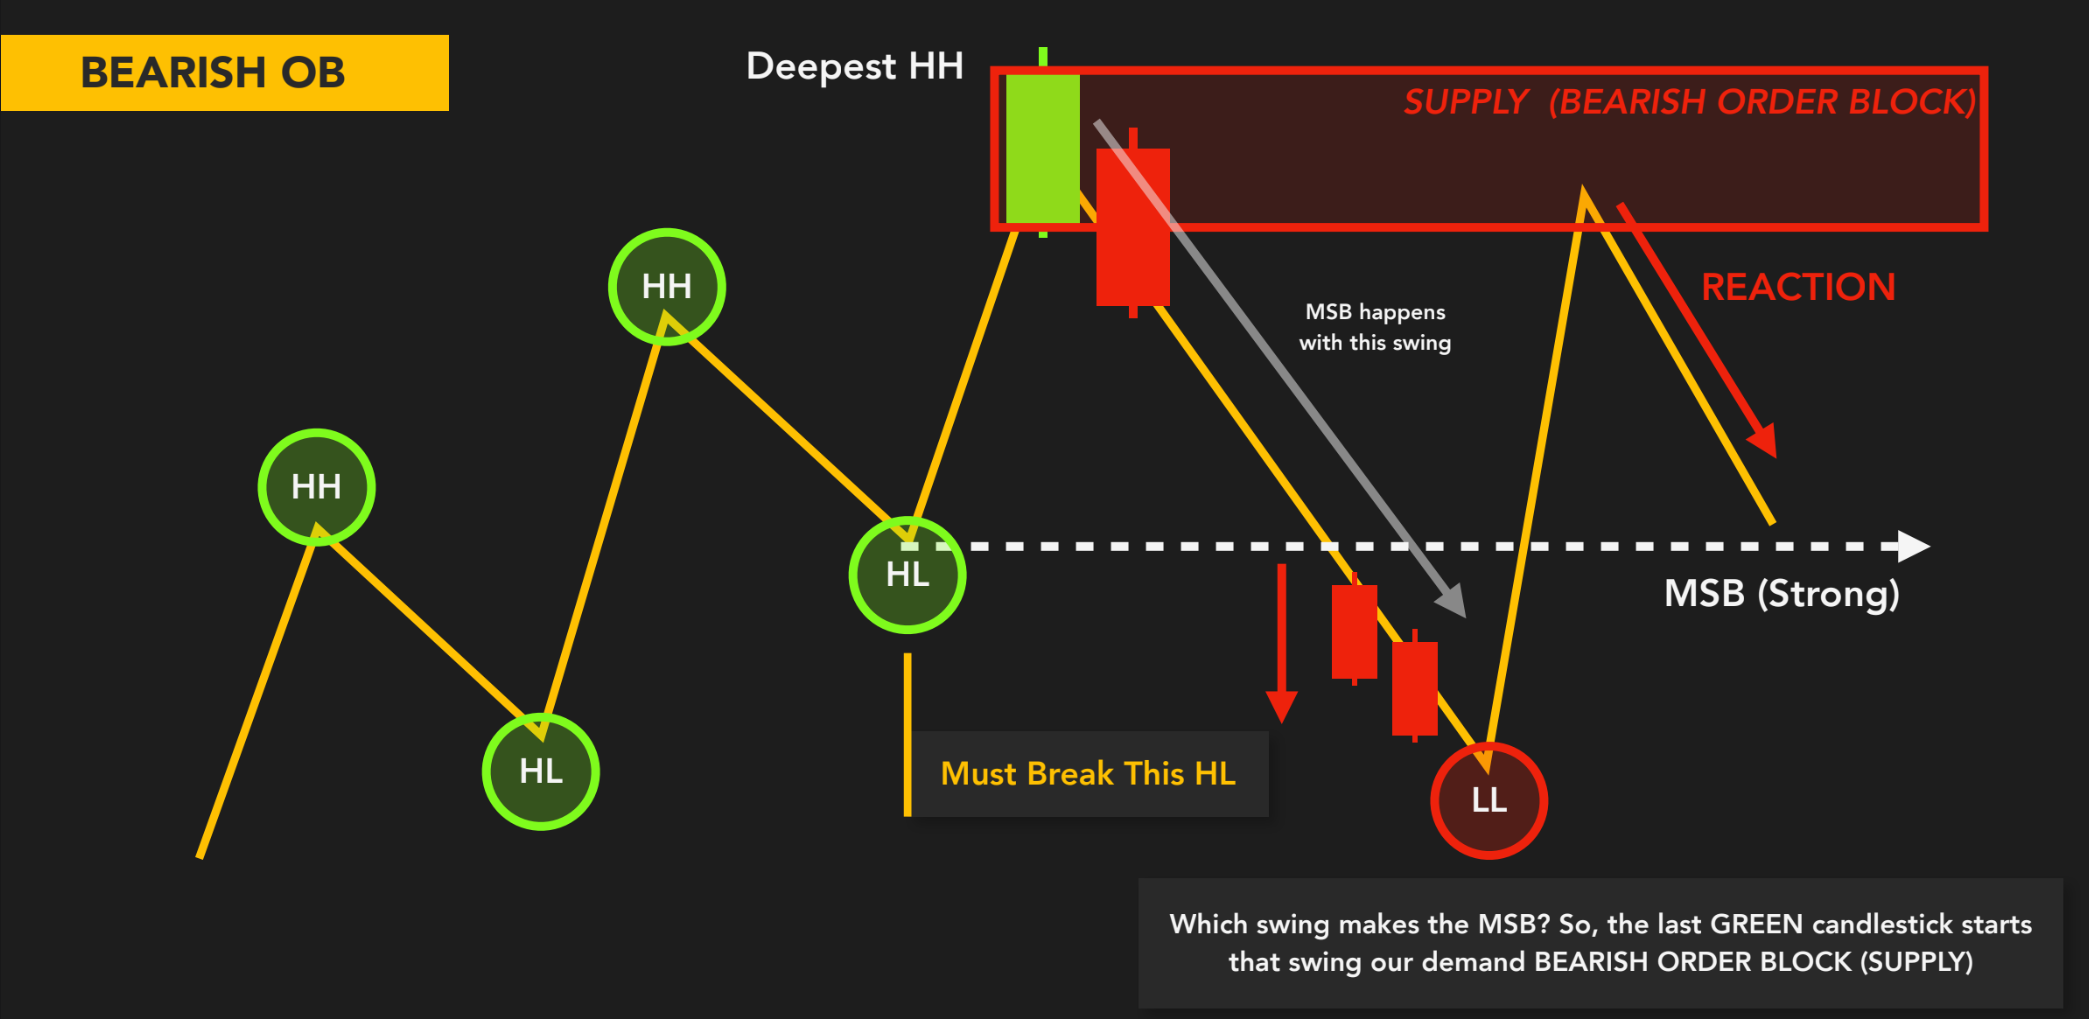 BEARISH OB
Deepest HH
SUPPLY (BEARISH ORDER BLOCK)
HH
REACTION
MSB happens
with this swing
HH
HL
MSB (Strong)
HL
Must Break This HL
LL
Which swing makes the MSB? So, the last GREEN candlestick starts
that swing our demand BEARISH ORDER BLOCK (SUPPLY)